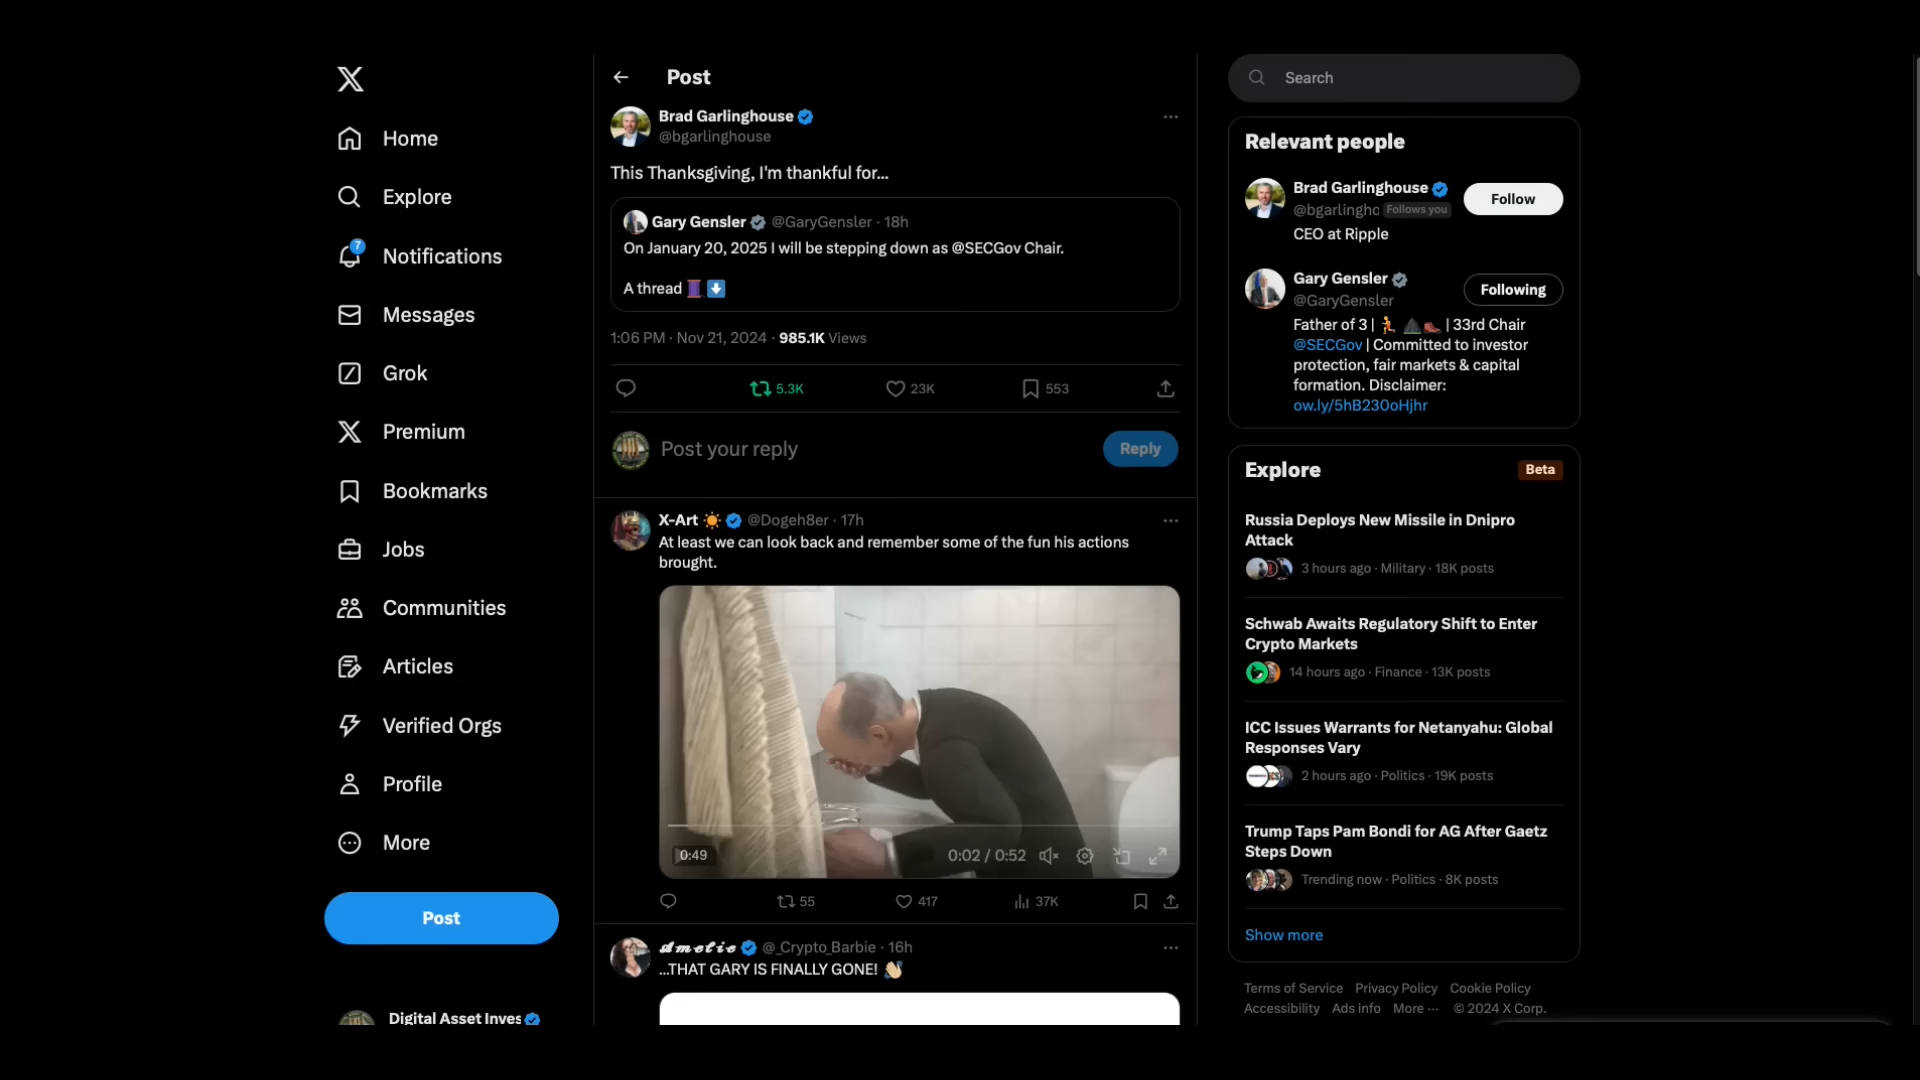 Home
Explore
7
Notifications
Messages
Grok
Premium
Bookmarks
Jobs
Communities
Articles
Verified Orgs
Profile
More
Post
Digital Asset Inves
Post
Brad Garlinghouse
@bgarlinghouse
This Thanksgiving, I'm thankful for...
Gary Gensler @GaryGensler · 18h
On January 20, 2025 I will be stepping down as @SECGov Chair.
A thread
1:06 PM · Nov 21, 2024 · 985.1K Views
5.3K 23K 553
Post your reply
Reply
X-Art @Dogeh8er · 17h
At least we can look back and remember some of the fun his actions
brought.
0:49
0:02 / 0:52
55 417 37K
𝓐𝓶𝓮𝓵𝓲𝓮 @_Crypto_Barbie · 16h
...THAT GARY IS FINALLY GONE!
Search
Relevant people
Brad Garlinghouse
@bgarlingho Follows you
Follow
CEO at Ripple
Gary Gensler
@GaryGensler
Following
Father of 3 | | 33rd Chair
@SECGov | Committed to investor
protection, fair markets & capital
formation. Disclaimer:
ow.ly/5hB230oHjhr
Explore
Beta
Russia Deploys New Missile in Dnipro
Attack
3 hours ago · Military · 18K posts
Schwab Awaits Regulatory Shift to Enter
Crypto Markets
14 hours ago · Finance · 13K posts
ICC Issues Warrants for Netanyahu: Global
Responses Vary
2 hours ago · Politics · 19K posts
Trump Taps Pam Bondi for AG After Gaetz
Steps Down
Trending now · Politics · 8K posts
Show more
Terms of Service Privacy Policy Cookie Policy
Accessibility Ads info More ··· © 2024 X Corp.